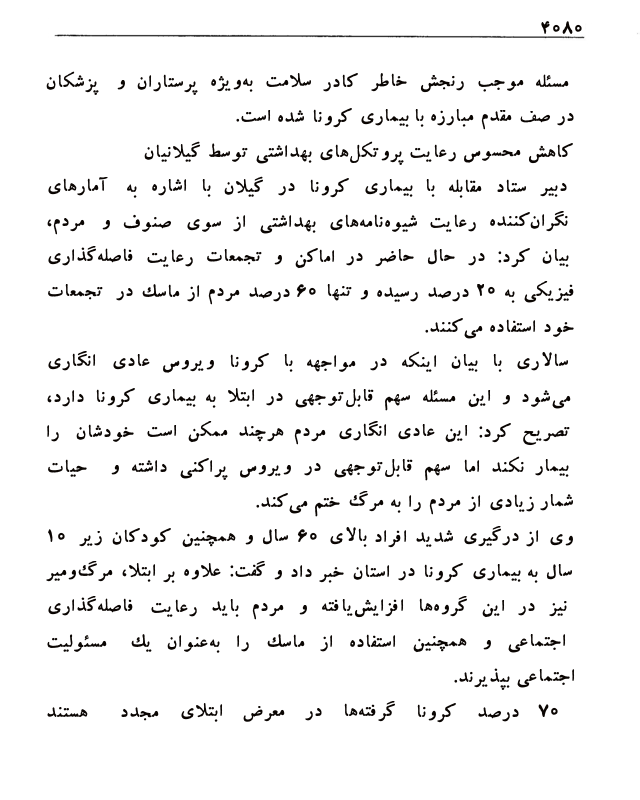 ۴۰۸۰
مسئله موجب رنجش خاطر کادر سلامت به‌ویژه پرستاران و پزشکان
در صف مقدم مبارزه با بیماری کرونا شده است.
کاهش محسوس رعایت پروتکل‌های بهداشتی توسط گیلانیان
دبیر ستاد مقابله با بیماری کرونا در گیلان با اشاره به آمارهای
نگران‌کننده رعایت شیوه‌نامه‌های بهداشتی از سوی صنوف و مردم،
بیان کرد: در حال حاضر در اماکن و تجمعات رعایت فاصله‌گذاری
فیزیکی به ۲۰ درصد رسیده و تنها ۶۰ درصد مردم از ماسک در تجمعات
خود استفاده می‌کنند.
سالاری با بیان اینکه در مواجهه با کرونا ویروس عادی انگاری
می‌شود و این مسئله سهم قابل‌توجهی در ابتلا به بیماری کرونا دارد،
تصریح کرد: این عادی انگاری مردم هرچند ممکن است خودشان را
بیمار نکند اما سهم قابل‌توجهی در ویروس پراکنی داشته و حیات
شمار زیادی از مردم را به مرگ ختم می‌کند.
وی از درگیری شدید افراد بالای ۶۰ سال و همچنین کودکان زیر ۱۰
سال به بیماری کرونا در استان خبر داد و گفت: علاوه بر ابتلا، مرگ‌ومیر
نیز در این گروه‌ها افزایش‌یافته و مردم باید رعایت فاصله‌گذاری
اجتماعی و همچنین استفاده از ماسک را به‌عنوان یک مسئولیت
اجتماعی بپذیرند.
۷۰ درصد کرونا گرفته‌ها در معرض ابتلای مجدد هستند